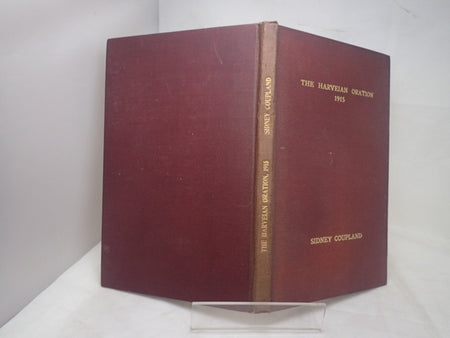 THE HARVEIAN ORATION
1915
SIDNEY COUPLAND
THE HARVEIAN ORATION, 1915 SIDNEY COUPLAND